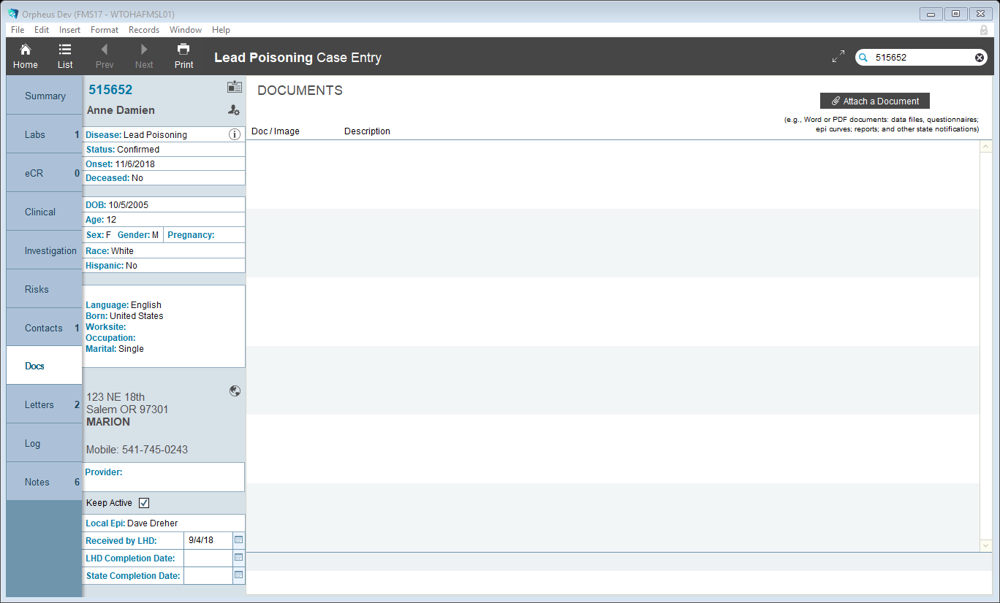 Orpheus Dev (FMS17 - WTOHAFMSL01)
File Edit Insert Format Records Window Help
Home List Prev Next Print
Lead Poisoning Case Entry
515652
Summary
Labs 1
eCR 0
Clinical
Investigation
Risks
Contacts 1
Docs
Letters 2
Log
Notes 6
515652
Anne Damien
Disease: Lead Poisoning
Status: Confirmed
Onset: 11/6/2018
Deceased: No
DOB: 10/5/2005
Age: 12
Sex: F Gender: M Pregnancy:
Race: White
Hispanic: No
Language: English
Born: United States
Worksite:
Occupation:
Marital: Single
123 NE 18th
Salem OR 97301
MARION
Mobile: 541-745-0243
Provider:
Keep Active
Local Epi: Dave Dreher
Received by LHD: 9/4/18
LHD Completion Date:
State Completion Date:
DOCUMENTS
Attach a Document
(e.g., Word or PDF documents: data files, questionnaires;
epi curves; reports; and other state notifications)
Doc / Image Description